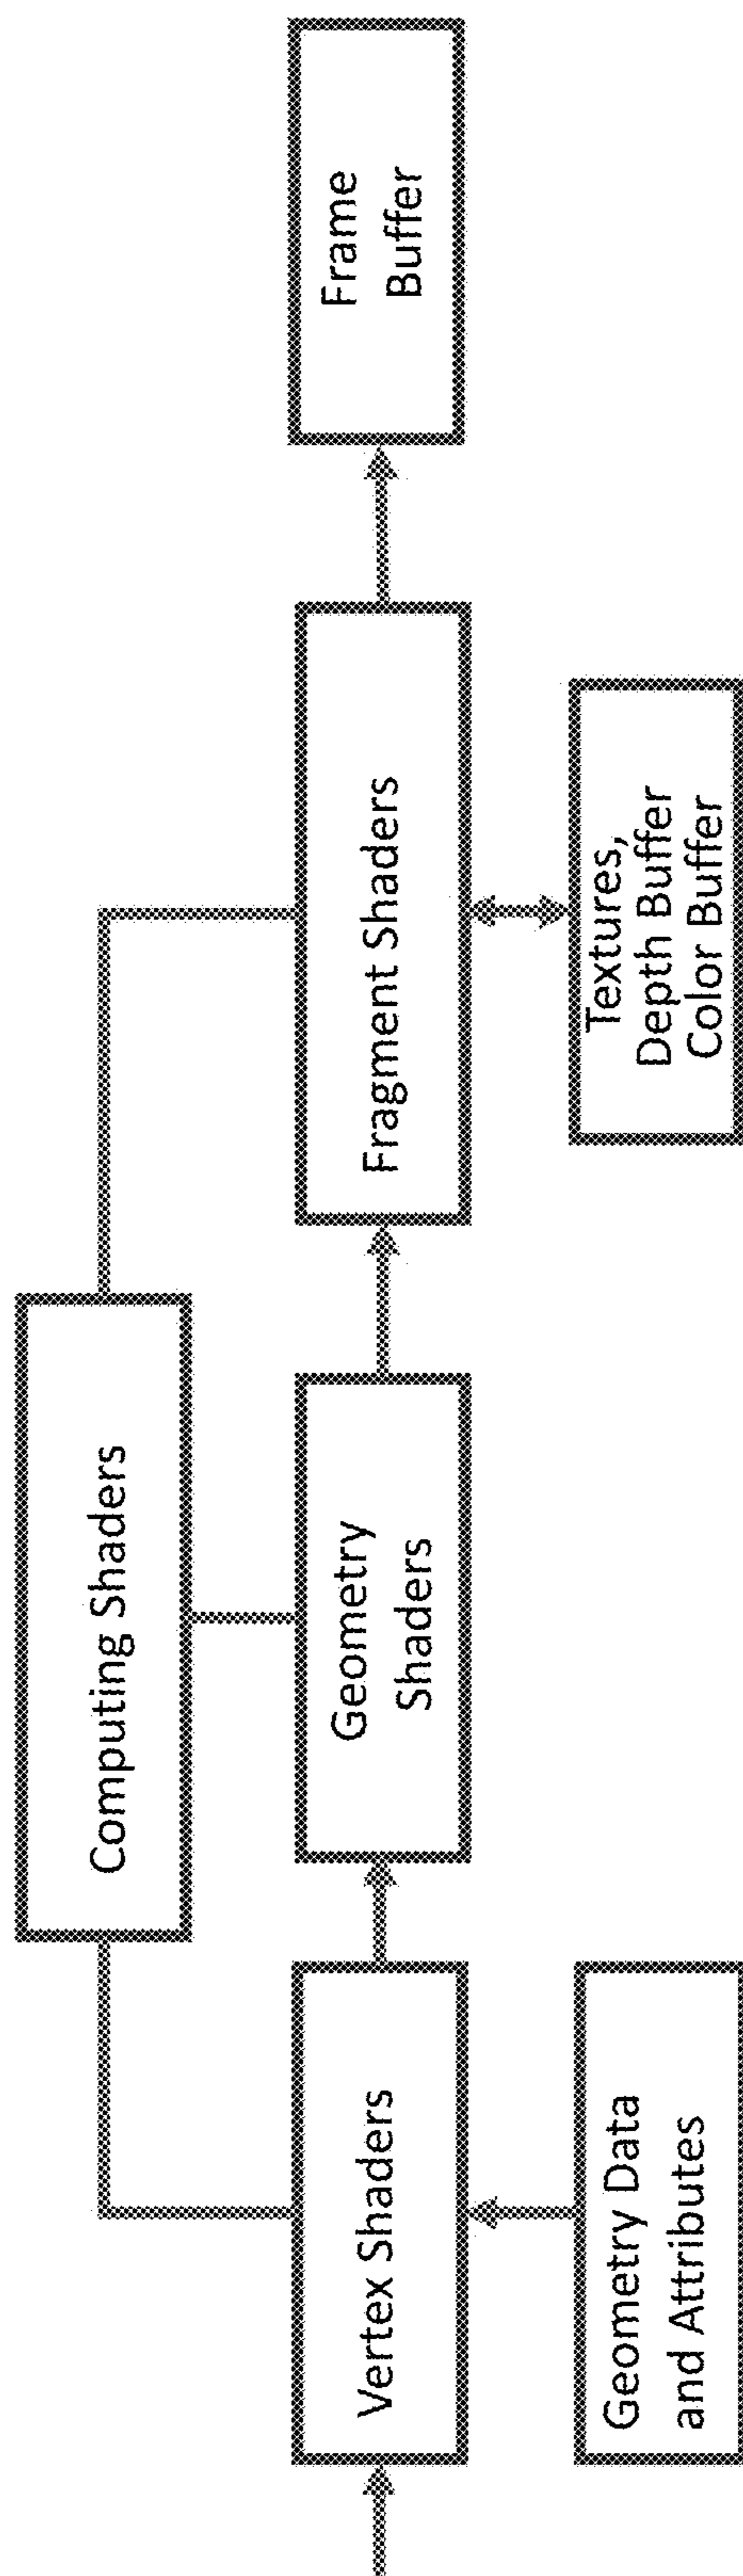 Computing Shaders
Vertex Shaders
Geometry
Shaders
Fragment Shaders
Frame
Buffer
Geometry Data
and Attributes
Textures,
Depth Buffer
Color Buffer